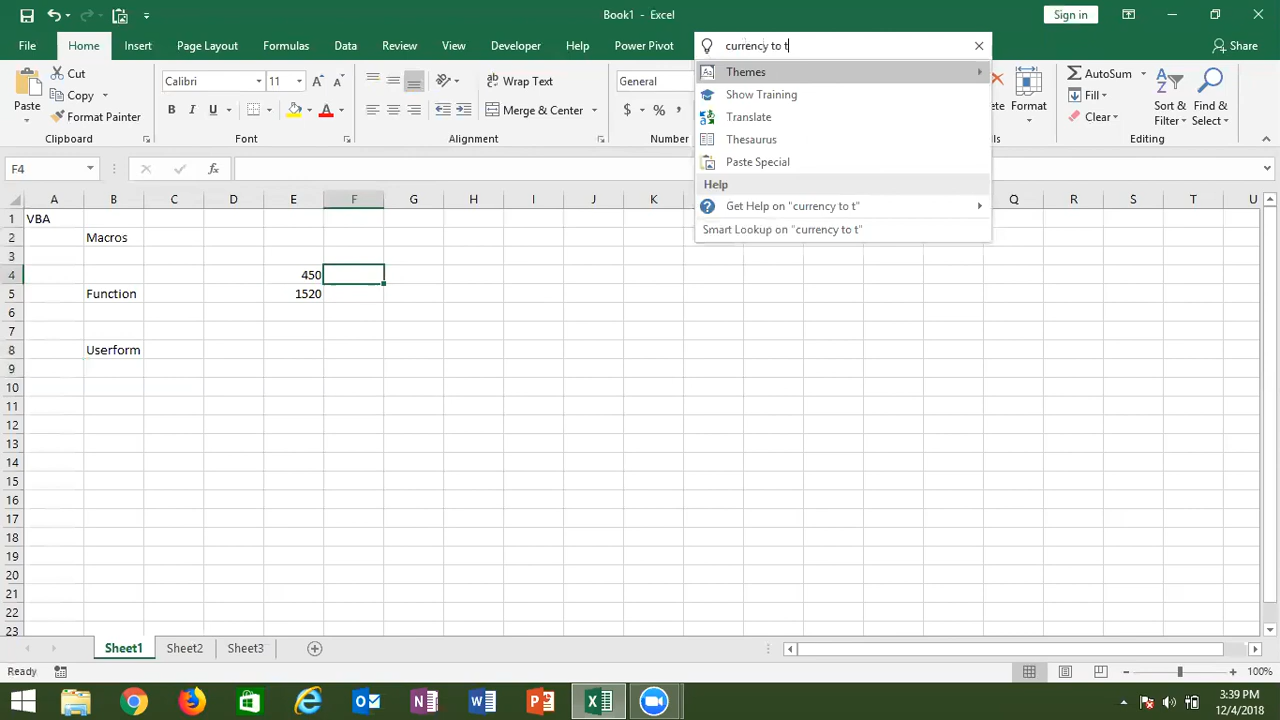 Book1 - Excel
Sign in
File Home Insert Page Layout Formulas Data Review View Developer Help Power Pivot
currency to t
Share
Paste
Cut
Copy
Format Painter
Clipboard
Calibri 11
B I U
Font
Wrap Text
Merge & Center
Alignment
General
$ % ,
Number
Themes
Show Training
Translate
Thesaurus
Paste Special
Help
Get Help on "currency to t"
Smart Lookup on "currency to t"
Format
AutoSum
Fill
Clear
Sort & Filter
Find & Select
Editing
F4
fx
A B C D E F G H I J K Q R S T U
1 VBA
2 Macros
3
4 450
5 Function 1520
6
7
8 Userform
9
10
11
12
13
14
15
16
17
18
19
20
21
22
23
Sheet1 Sheet2 Sheet3
Ready
100%
3:39 PM
12/4/2018